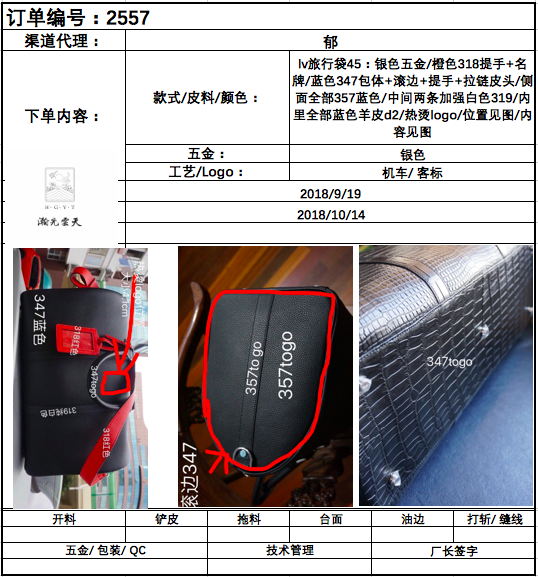 订单编号：2557
渠道代理：
郁
下单内容：
款式/皮料/颜色：
lv旅行袋45：银色五金/橙色318提手+名
牌/蓝色347包体+滚边+提手+拉链皮头/侧
面全部357蓝色/中间两条加强白色319/内
里全部蓝色羊皮d2/热烫logo/位置见图/内
容见图
五金：
银色
工艺/Logo：
机车/ 客标
H·G·Y·T
瀚光雲天
2018/9/19
2018/10/14
347蓝色
318红色
347togo
319纯白色
318红色
357to go
357togo
滚边347
347togo
开料
铲皮
拖料
台面
油边
打斩/ 缝线
五金/ 包装/ QC
技术管理
厂长签字